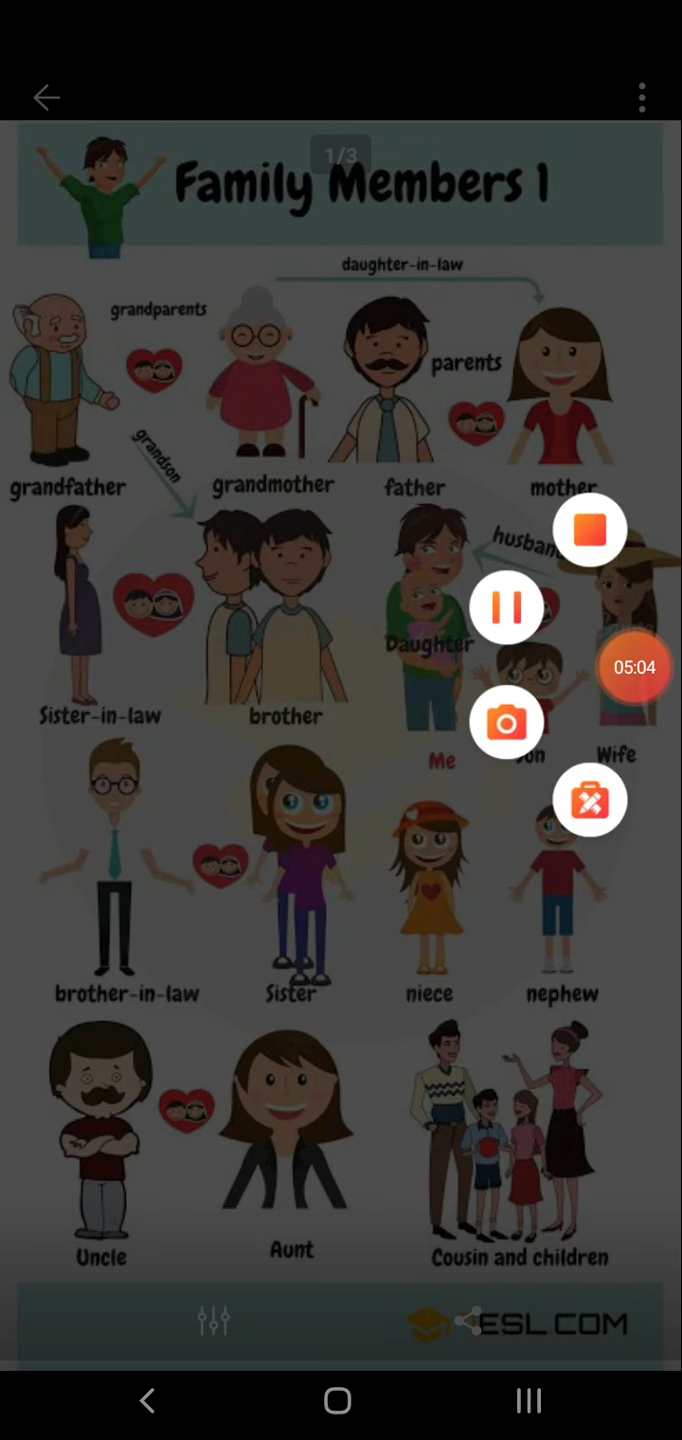 1/3
Family Members 1
daughter-in-law
grandparents
parents
grandson
grandfather
grandmother
father
mother
husband
Daughter
05:04
Sister-in-law
brother
Me
Wife
brother-in-law
Sister
niece
nephew
Uncle
Aunt
Cousin and children
ESL.COM